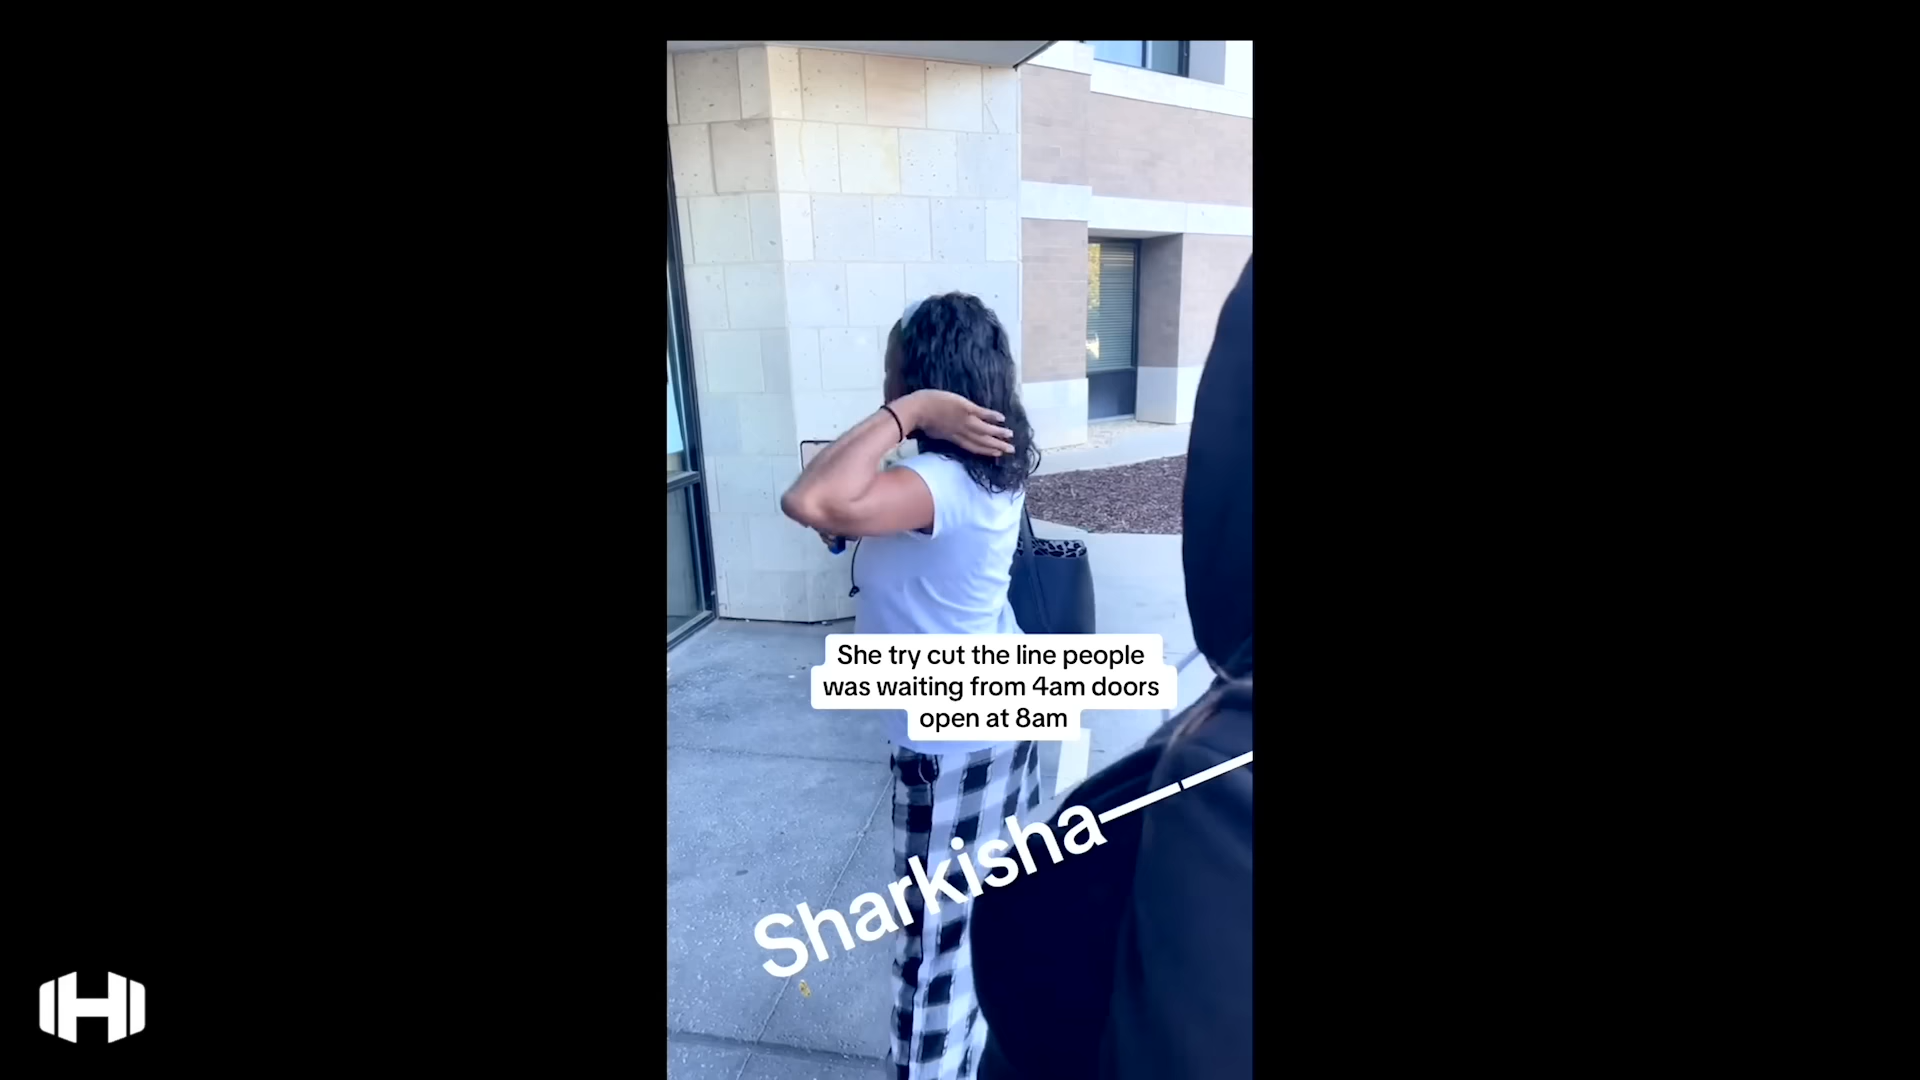 She try cut the line people
was waiting from 4am doors
open at 8am
Sharkisha——